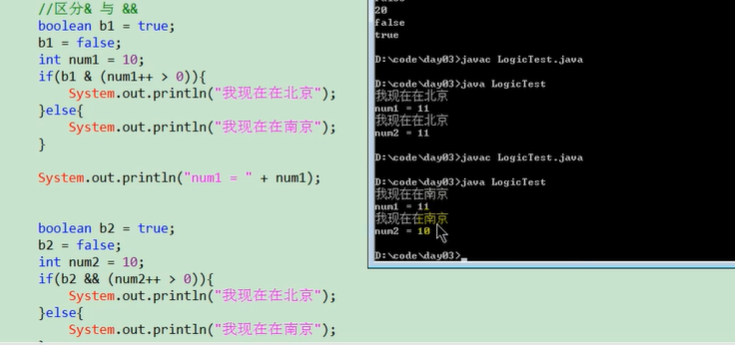 //区分& 与 &&
boolean b1 = true;
b1 = false;
int num1 = 10;
if(b1 & (num1++ > 0)){
System.out.println("我现在在北京");
}else{
System.out.println("我现在在南京");
}
System.out.println("num1 = " + num1);
boolean b2 = true;
b2 = false;
int num2 = 10;
if(b2 && (num2++ > 0)){
System.out.println("我现在在北京");
}else{
System.out.println("我现在在南京");
20
false
true
D:\code\day03>javac LogicTest.java
D:\code\day03>java LogicTest
我现在在北京
num1 = 11
我现在在北京
num2 = 11
D:\code\day03>javac LogicTest.java
D:\code\day03>java LogicTest
我现在在南京
num1 = 11
我现在在南京
num2 = 10
D:\code\day03>